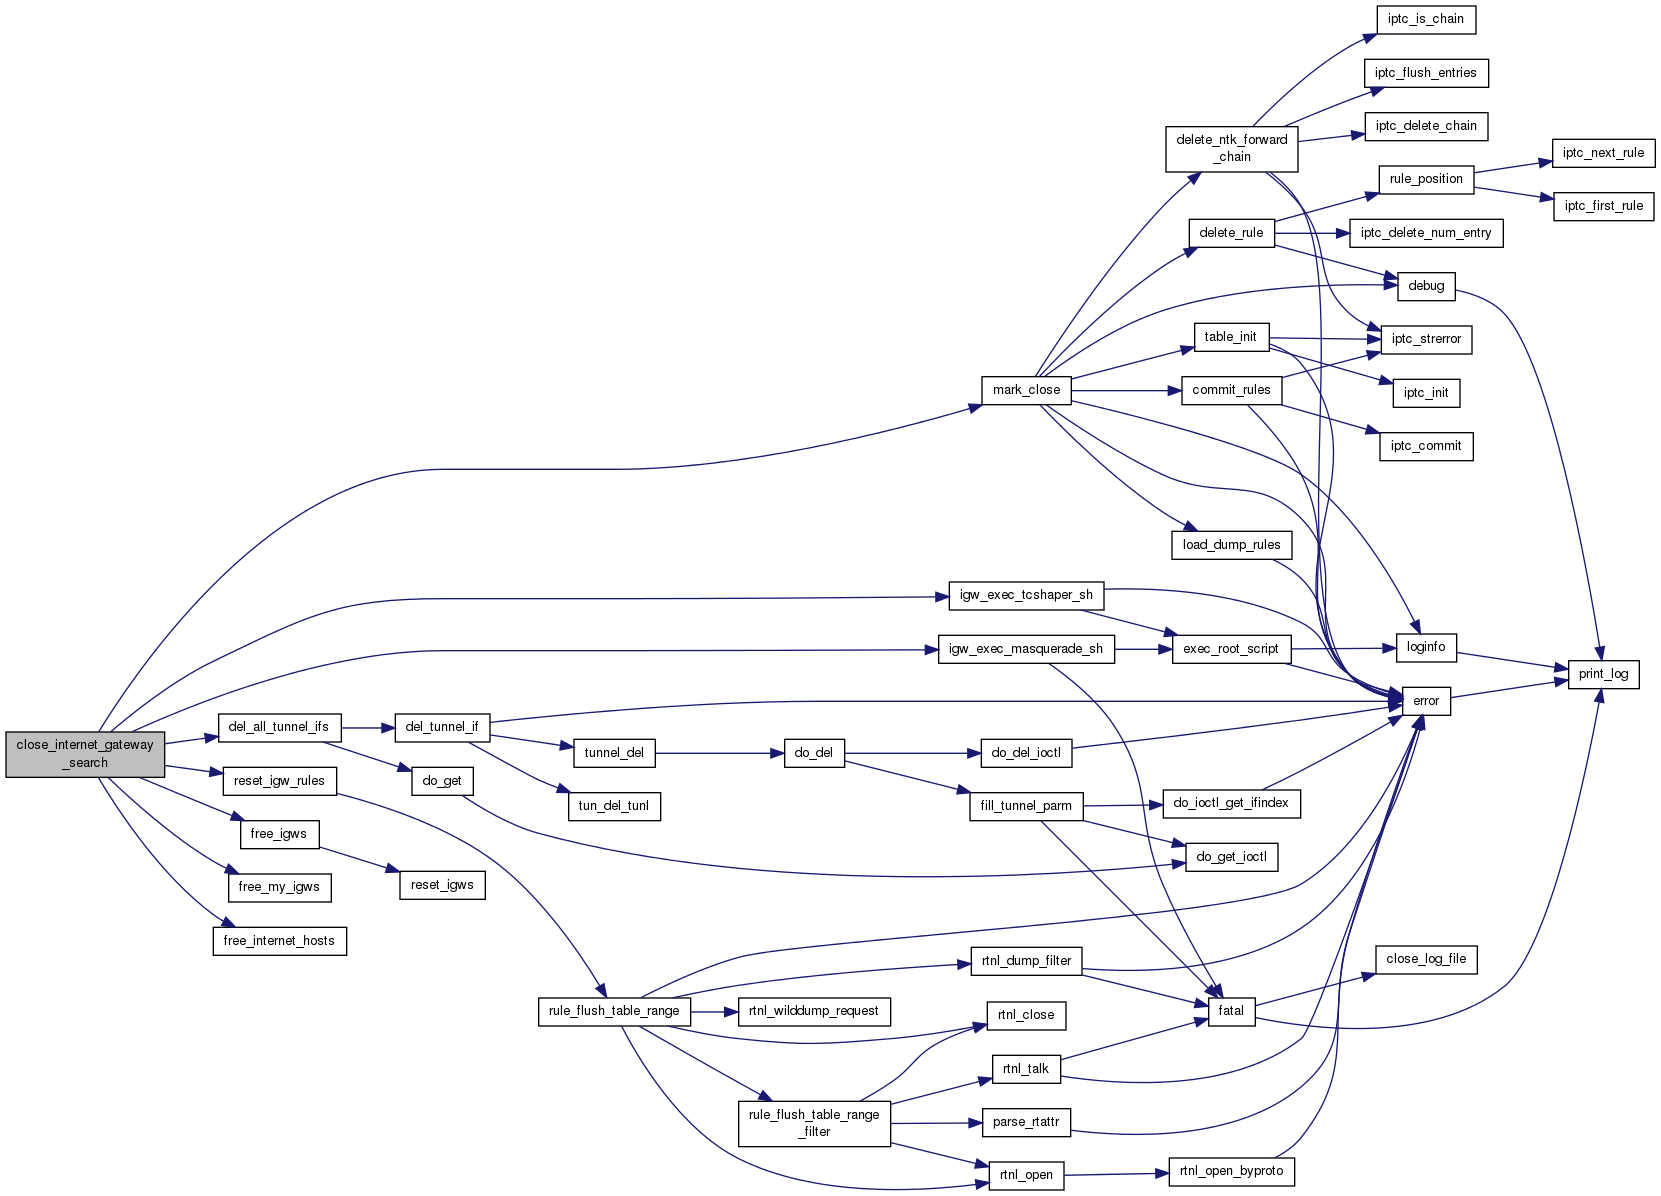 iptc_is_chain
iptc_flush_entries
iptc_delete_chain
delete_ntk_forward
_chain
iptc_next_rule
rule_position
iptc_first_rule
delete_rule
iptc_delete_num_entry
debug
table_init
iptc_strerror
mark_close
commit_rules
iptc_init
iptc_commit
load_dump_rules
igw_exec_tcshaper_sh
igw_exec_masquerade_sh
exec_root_script
loginfo
print_log
error
close_internet_gateway
_search
del_all_tunnel_ifs
del_tunnel_if
tunnel_del
do_del
do_del_ioctl
reset_igw_rules
do_get
tun_del_tunl
fill_tunnel_parm
do_ioctl_get_ifindex
free_igws
do_get_ioctl
free_my_igws
reset_igws
free_internet_hosts
rtnl_dump_filter
close_log_file
rule_flush_table_range
rtnl_wilddump_request
rtnl_close
fatal
rtnl_talk
rule_flush_table_range
_filter
parse_rtattr
rtnl_open
rtnl_open_byproto